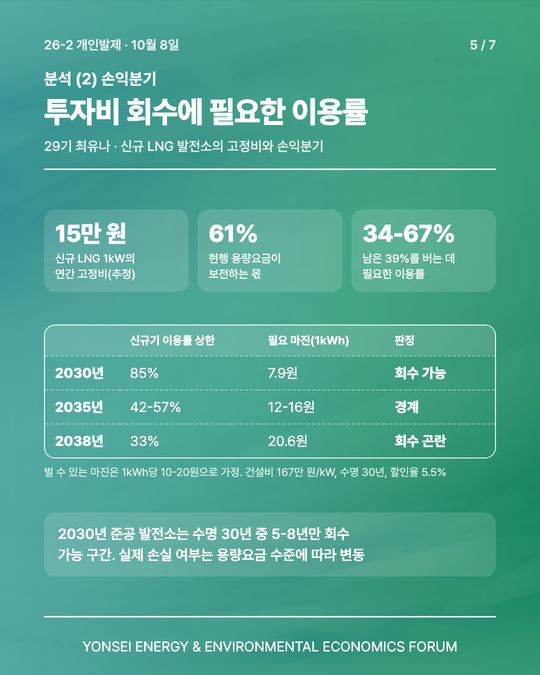 26-2 개인발제 · 10월 8일
5 / 7
분석 (2) 손익분기
투자비 회수에 필요한 이용률
29기 최유나 · 신규 LNG 발전소의 고정비와 손익분기
15만 원
신규 LNG 1kW의
연간 고정비(추정)
61%
현행 용량요금이
보전하는 몫
34-67%
남은 39%를 버는 데
필요한 이용률
신규기 이용률 상한 필요 마진(1kWh) 판정
2030년 85% 7.9원 회수 가능
2035년 42-57% 12-16원 경계
2038년 33% 20.6원 회수 곤란
벌 수 있는 마진은 1kWh당 10-20원으로 가정. 건설비 167만 원/kW, 수명 30년, 할인율 5.5%
2030년 준공 발전소는 수명 30년 중 5-8년만 회수
가능 구간. 실제 손실 여부는 용량요금 수준에 따라 변동
YONSEI ENERGY & ENVIRONMENTAL ECONOMICS FORUM